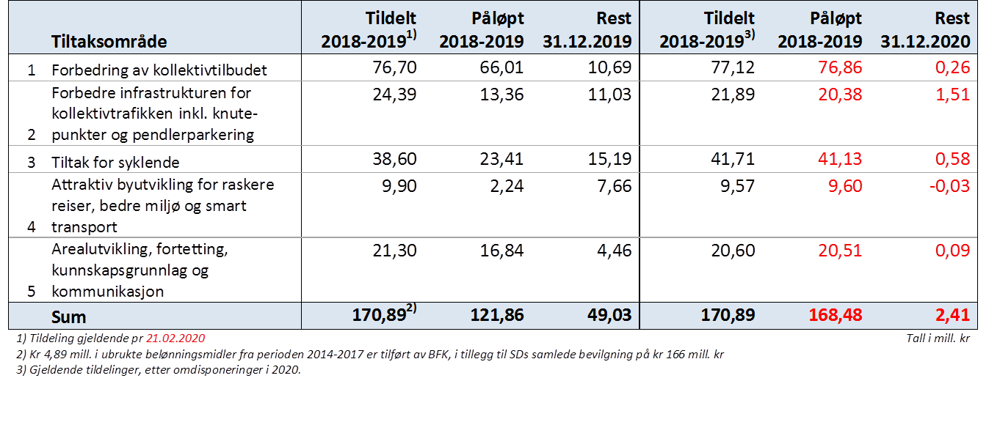 Tildelt Påløpt Rest Tildelt Påløpt Rest
Tiltaksområde 2018-2019¹⁾ 2018-2019 31.12.2019 2018-2019³⁾ 2018-2019 31.12.2020
1 Forbedring av kollektivtilbudet 76,70 66,01 10,69 77,12 76,86 0,26
Forbedre infrastrukturen for 24,39 13,36 11,03 21,89 20,38 1,51
kollektivtrafikken inkl. knute-
2 punkter og pendlerparkering
3 Tiltak for syklende 38,60 23,41 15,19 41,71 41,13 0,58
Attraktiv byutvikling for raskere 9,90 2,24 7,66 9,57 9,60 -0,03
reiser, bedre miljø og smart
4 transport
Arealutvikling, fortetting, 21,30 16,84 4,46 20,60 20,51 0,09
kunnskapsgrunnlag og
5 kommunikasjon
Sum 170,89²⁾ 121,86 49,03 170,89 168,48 2,41
1) Tildeling gjeldende pr 21.02.2020 Tall i mill. kr
2) Kr 4,89 mill. i ubrukte belønningsmidler fra perioden 2014-2017 er tilført av BFK, i tillegg til SDs samlede bevilgning på kr 166 mill. kr
3) Gjeldende tildelinger, etter omdisponeringer i 2020.